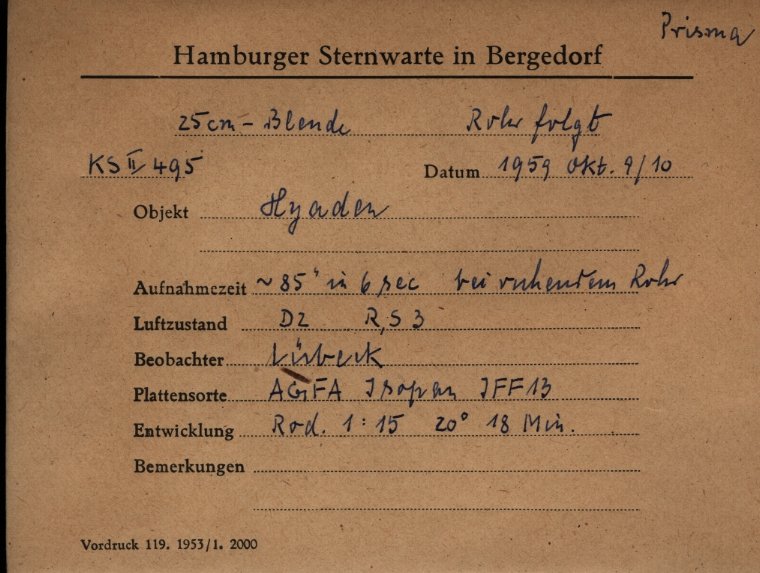 Prisma
Hamburger Sternwarte in Bergedorf
25cm-Blende Rohr folgt
KS II 495 Datum 1959 Okt. 9/10
Objekt Hyaden
Aufnahmezeit ~85" in 6 sec bei ruhendem Rohr
Luftzustand D2 R,S 3
Beobachter Lübeck
Plattensorte AGFA Isopan IFF13
Entwicklung Rod. 1:15 20° 18 Min.
Bemerkungen
Vordruck 119. 1953/1. 2000